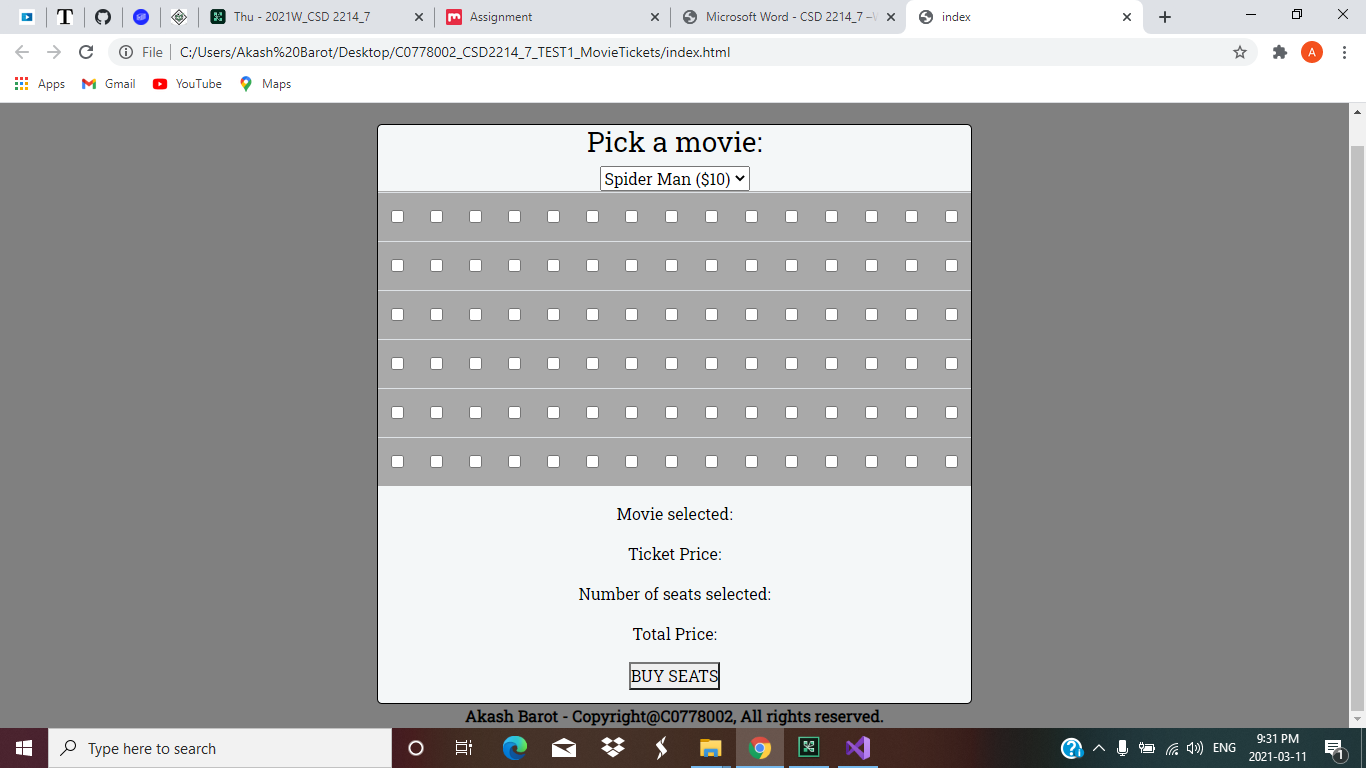 Thu - 2021W_CSD 2214_7
Assignment
Microsoft Word - CSD 2214_7 –
index
File
C:/Users/Akash%20Barot/Desktop/C0778002_CSD2214_7_TEST1_MovieTickets/index.html
A
Apps
Gmail
YouTube
Maps
Pick a movie:
Spider Man ($10)
Movie selected:
Ticket Price:
Number of seats selected:
Total Price:
BUY SEATS
Akash Barot - Copyright@C0778002, All rights reserved.
Type here to search
ENG
9:31 PM
2021-03-11
1